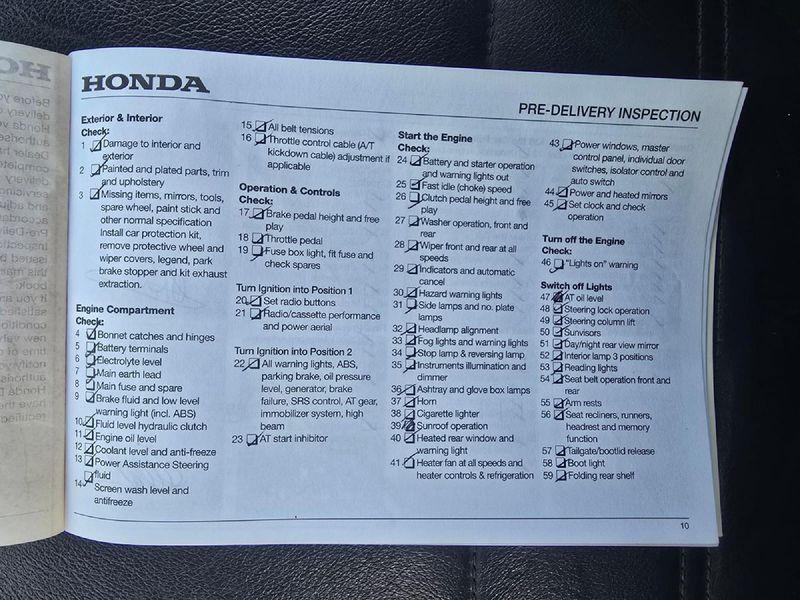 HONDA
PRE-DELIVERY INSPECTION
Exterior & Interior
Check:
1 Damage to interior and
exterior
2 Painted and plated parts, trim
and upholstery
3 Missing items, mirrors, tools,
spare wheel, paint stick and
other normal specification
Install car protection kit,
remove protective wheel and
wiper covers, legend, park
brake stopper and kit exhaust
extraction.
Engine Compartment
Check:
4 Bonnet catches and hinges
5 Battery terminals
6 Electrolyte level
7 Main earth lead
8 Main fuse and spare
9 Brake fluid and low level
warning light (incl. ABS)
10 Fluid level hydraulic clutch
11 Engine oil level
12 Coolant level and anti-freeze
13 Power Assistance Steering
fluid
14 Screen wash level and
antifreeze
15 All belt tensions
16 Throttle control cable (A/T
kickdown cable) adjustment if
applicable
Operation & Controls
Check:
17 Brake pedal height and free
play
18 Throttle pedal
19 Fuse box light, fit fuse and
check spares
Turn Ignition into Position 1
20 Set radio buttons
21 Radio/cassette performance
and power aerial
Turn Ignition into Position 2
22 All warning lights, ABS,
parking brake, oil pressure
level, generator, brake
failure, SRS control, AT gear,
immobilizer system, high
beam
23 AT start inhibitor
Start the Engine
Check:
24 Battery and starter operation
and warning lights out
25 Fast idle (choke) speed
26 Clutch pedal height and free
play
27 Washer operation, front and
rear
28 Wiper front and rear at all
speeds
29 Indicators and automatic
cancel
30 Hazard warning lights
31 Side lamps and no. plate
lamps
32 Headlamp alignment
33 Fog lights and warning lights
34 Stop lamp & reversing lamp
35 Instruments illumination and
dimmer
36 Ashtray and glove box lamps
37 Horn
38 Cigarette lighter
39 Sunroof operation
40 Heated rear window and
warning light
41 Heater fan at all speeds and
heater controls & refrigeration
43 Power windows, master
control panel, individual door
switches, isolator control and
auto switch
44 Power and heated mirrors
45 Set clock and check
operation
Turn off the Engine
Check:
46 "Lights on" warning
Switch off Lights
47 AT oil level
48 Steering lock operation
49 Steering column lift
50 Sunvisors
51 Day/night rear view mirror
52 Interior lamp 3 positions
53 Reading lights
54 Seat belt operation front and
rear
55 Arm rests
56 Seat recliners, runners,
headrest and memory
function
57 Tailgate/bootlid release
58 Boot light
59 Folding rear shelf
10